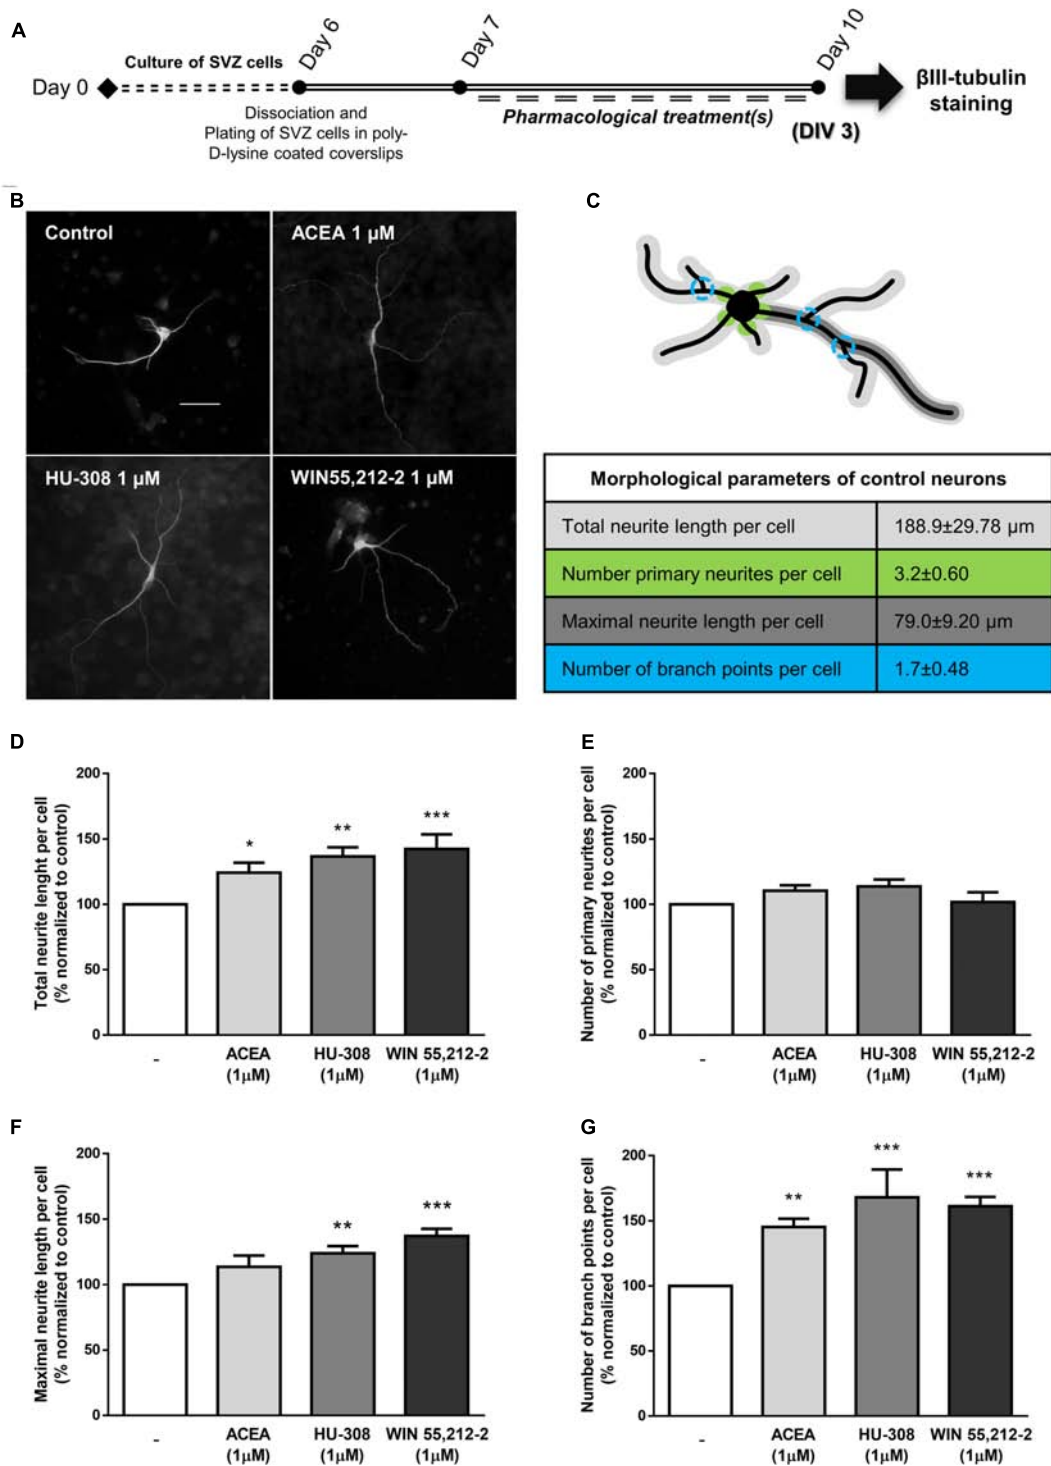 A
Day 0
Culture of SVZ cells
Day 6
Day 7
Day 10
Dissociation and
Plating of SVZ cells in poly-
D-lysine coated coverslips
Pharmacological treatment(s)
(DIV 3)
βIII-tubulin
staining
B
Control
ACEA 1 µM
HU-308 1 µM
WIN55,212-2 1 µM
C
Morphological parameters of control neurons
Total neurite length per cell 188.9±29.78 µm
Number primary neurites per cell 3.2±0.60
Maximal neurite length per cell 79.0±9.20 µm
Number of branch points per cell 1.7±0.48
D
Total neurite lenght per cell
(% normalized to control)
200
150
100
50
0
*
**
***
-
ACEA
(1µM)
HU-308
(1µM)
WIN 55,212-2
(1µM)
E
Number of primary neurites per cell
(% normalized to control)
200
150
100
50
0
-
ACEA
(1µM)
HU-308
(1µM)
WIN 55,212-2
(1µM)
F
Maximal neurite length per cell
(% normalized to control)
200
150
100
50
0
**
***
-
ACEA
(1µM)
HU-308
(1µM)
WIN 55,212-2
(1µM)
G
Number of branch points per cell
(% normalized to control)
200
150
100
50
0
**
***
***
-
ACEA
(1µM)
HU-308
(1µM)
WIN 55,212-2
(1µM)